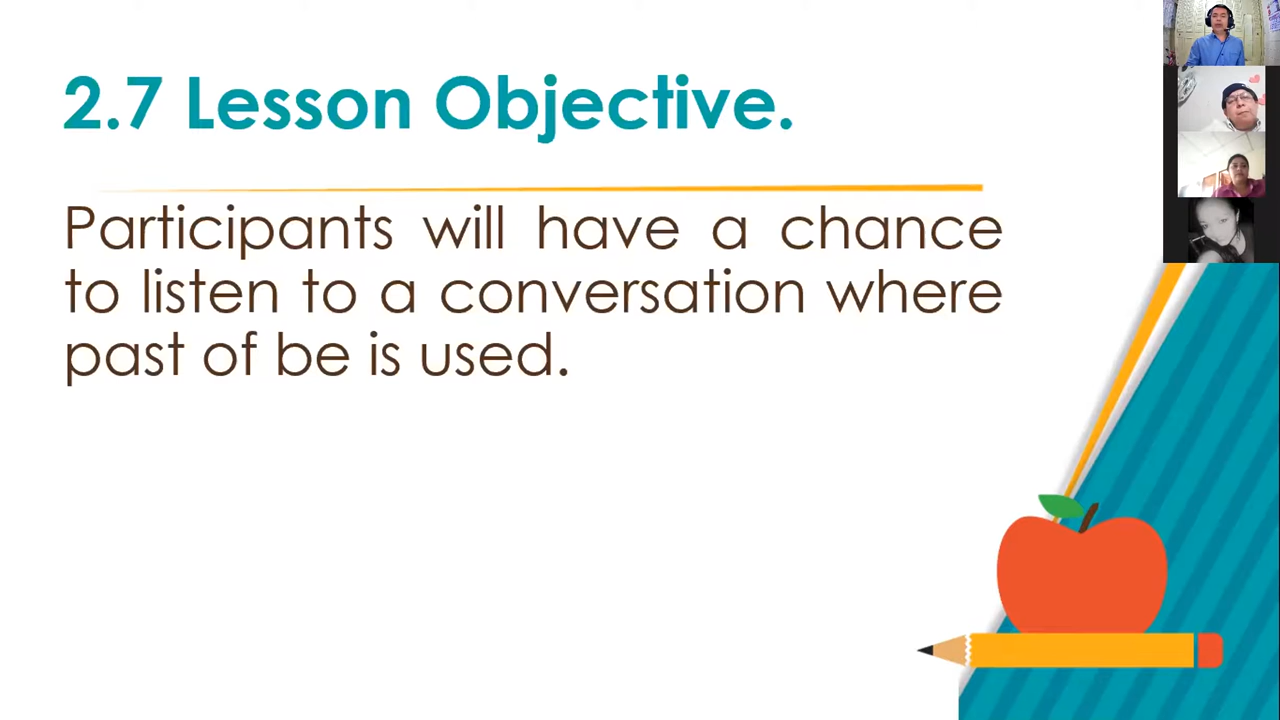 2.7 Lesson Objective.
Participants will have a chance
to listen to a conversation where
past of be is used.